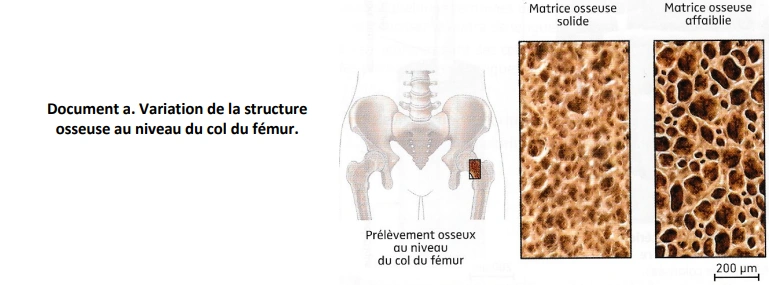 Document a. Variation de la structure
osseuse au niveau du col du fémur.
Prélèvement osseux
au niveau
du col du fémur
Matrice osseuse
solide
Matrice osseuse
affaiblie
200 µm